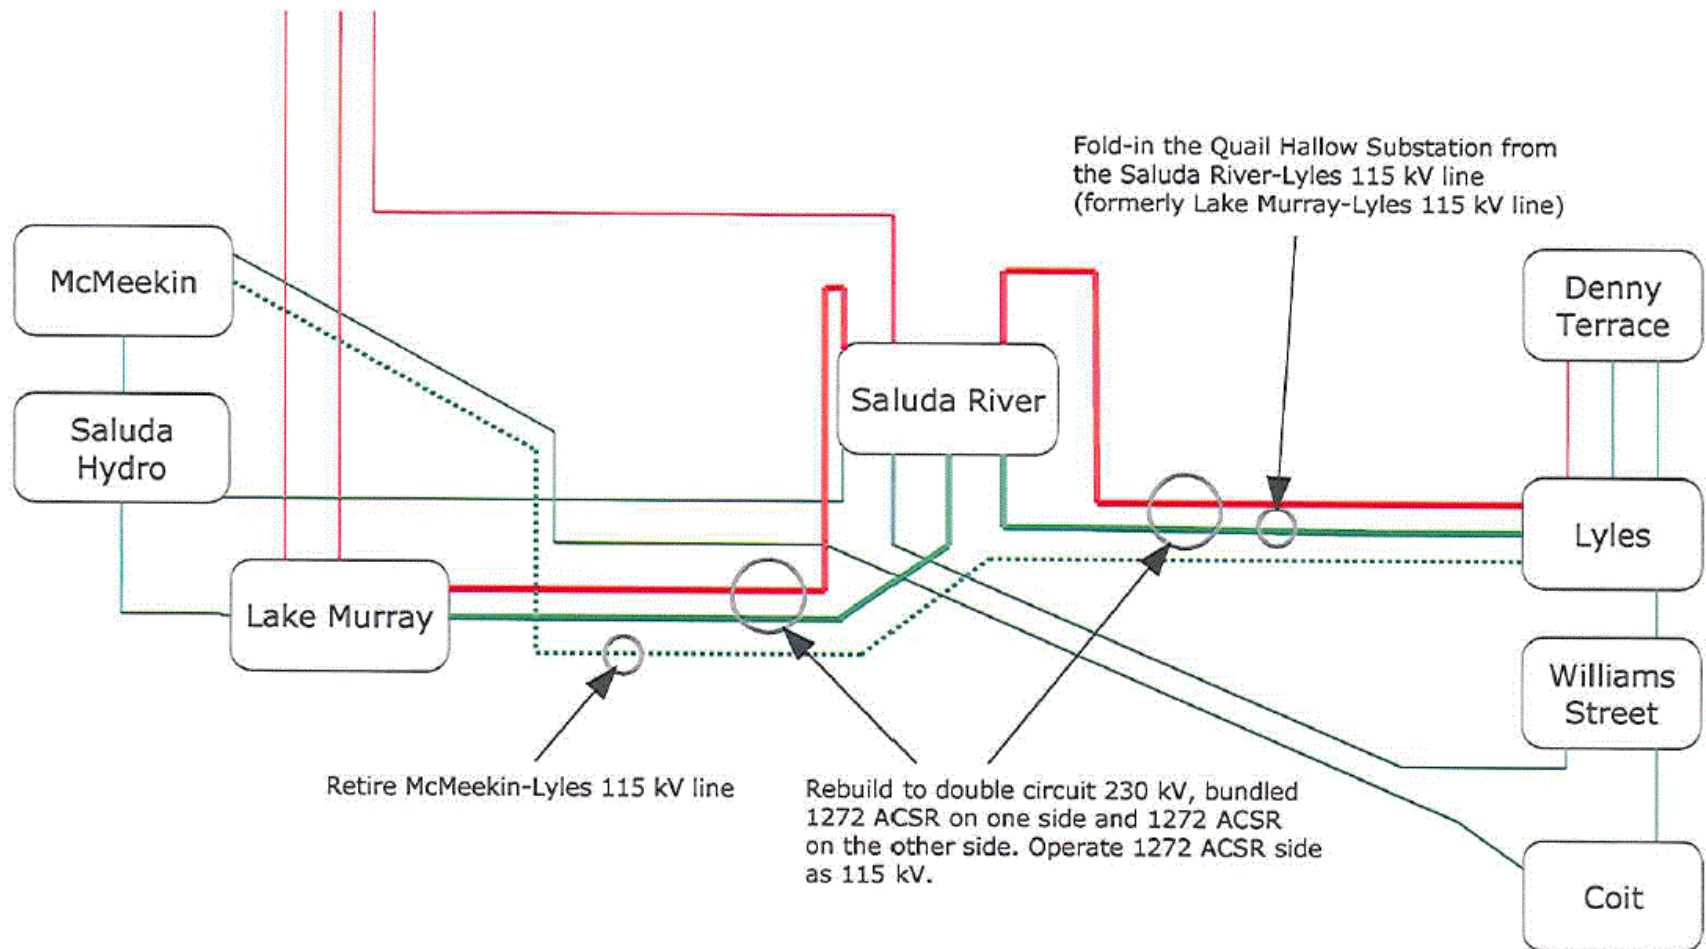 Fold-in the Quail Hallow Substation from
the Saluda River-Lyles 115 kV line
(formerly Lake Murray-Lyles 115 kV line)
McMeekin
Denny
Terrace
Saluda River
Saluda
Hydro
Lyles
Lake Murray
Williams
Street
Retire McMeekin-Lyles 115 kV line
Rebuild to double circuit 230 kV, bundled
1272 ACSR on one side and 1272 ACSR
on the other side. Operate 1272 ACSR side
as 115 kV.
Coit